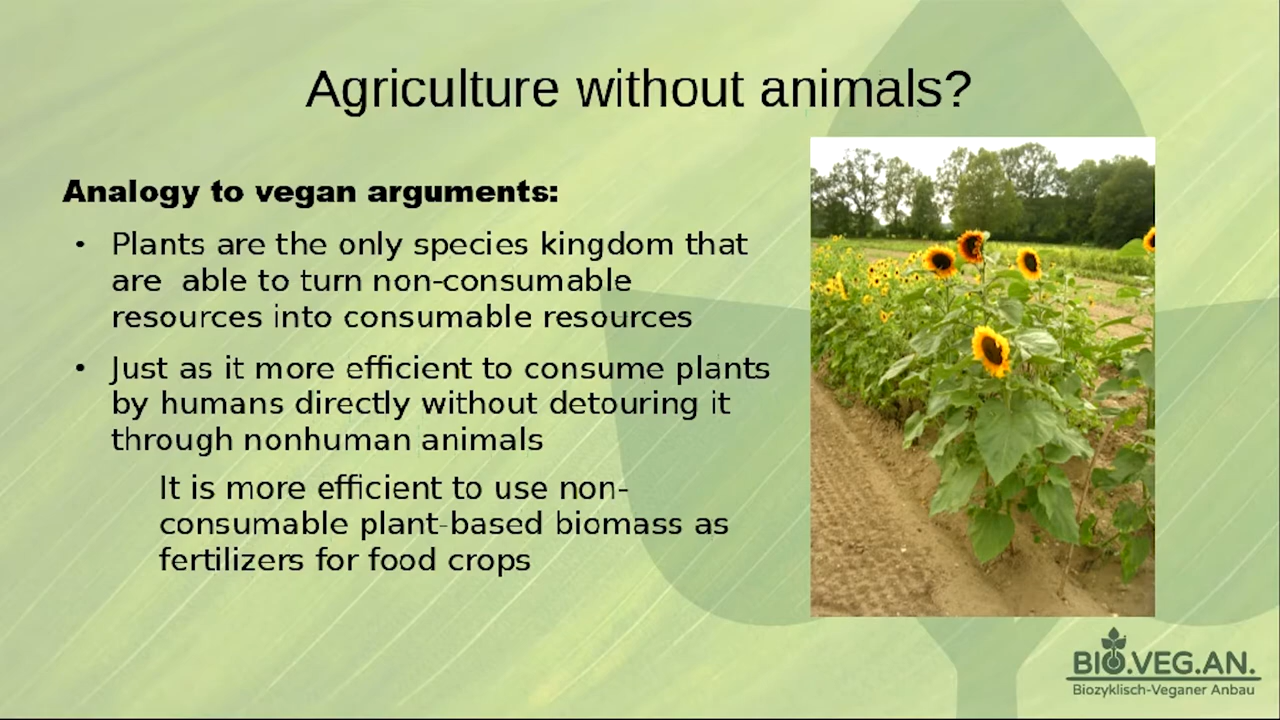 Agriculture without animals?
Analogy to vegan arguments:
• Plants are the only species kingdom that
are able to turn non-consumable
resources into consumable resources
• Just as it more efficient to consume plants
by humans directly without detouring it
through nonhuman animals
It is more efficient to use non-
consumable plant-based biomass as
fertilizers for food crops
BIO.VEG.AN.
Biozyklisch-Veganer Anbau